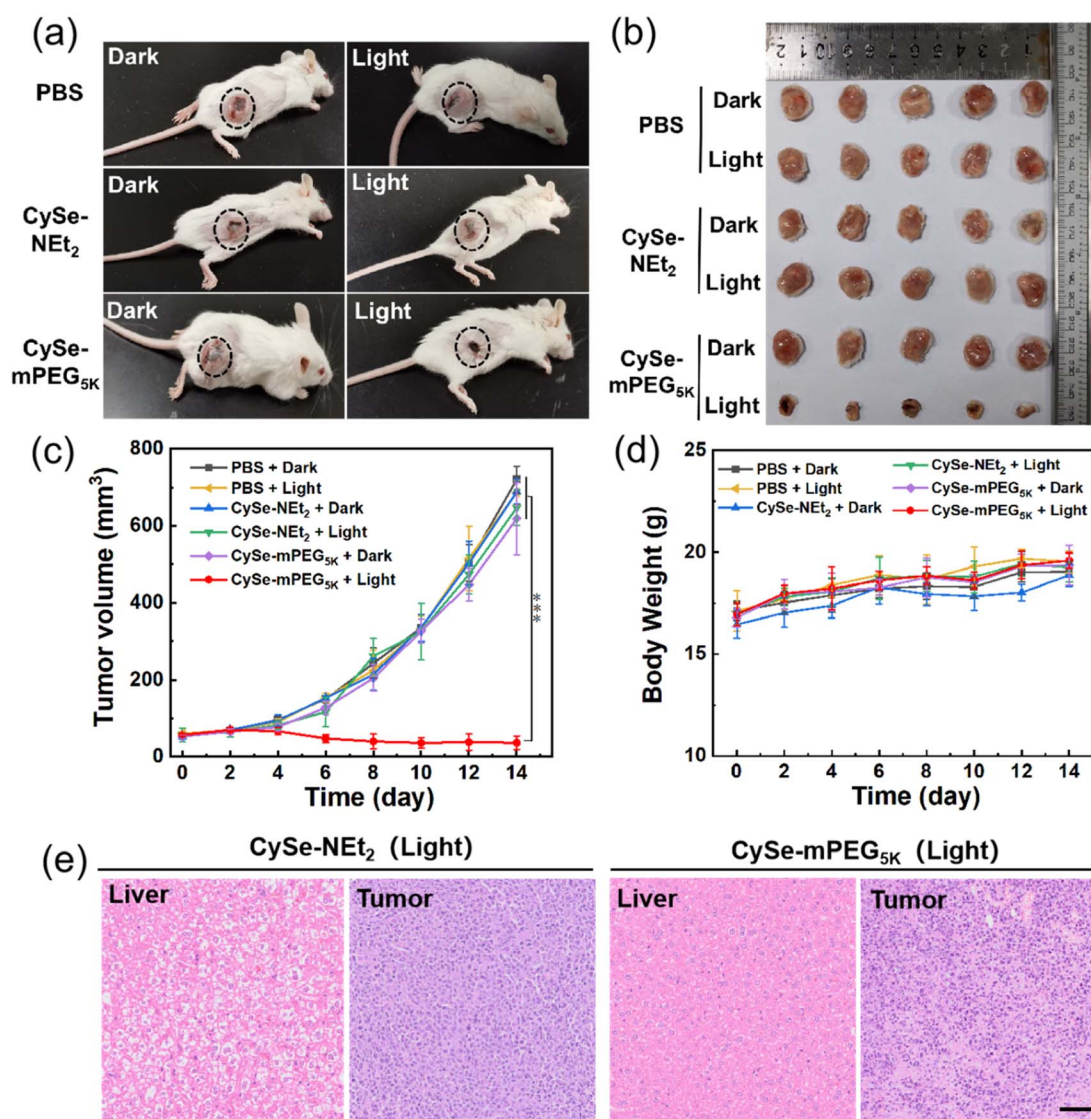 (a)
Dark
Light
PBS
Dark
Light
CySe-
NEt₂
Dark
Light
CySe-
mPEG₅ₖ
(b)
Dark
PBS
Light
Dark
CySe-
NEt₂
Light
Dark
CySe-
mPEG₅ₖ
Light
(c)
800
600
400
200
0
Tumor volume (mm³)
PBS + Dark
PBS + Light
CySe-NEt₂ + Dark
CySe-NEt₂ + Light
CySe-mPEG₅ₖ + Dark
CySe-mPEG₅ₖ + Light
***
0 2 4 6 8 10 12 14
Time (day)
(d)
25
20
15
10
Body Weight (g)
PBS + Dark
PBS + Light
CySe-NEt₂ + Dark
CySe-NEt₂ + Light
CySe-mPEG₅ₖ + Dark
CySe-mPEG₅ₖ + Light
0 2 4 6 8 10 12 14
Time (day)
(e)
CySe-NEt₂ (Light)
CySe-mPEG₅ₖ (Light)
Liver
Tumor
Liver
Tumor